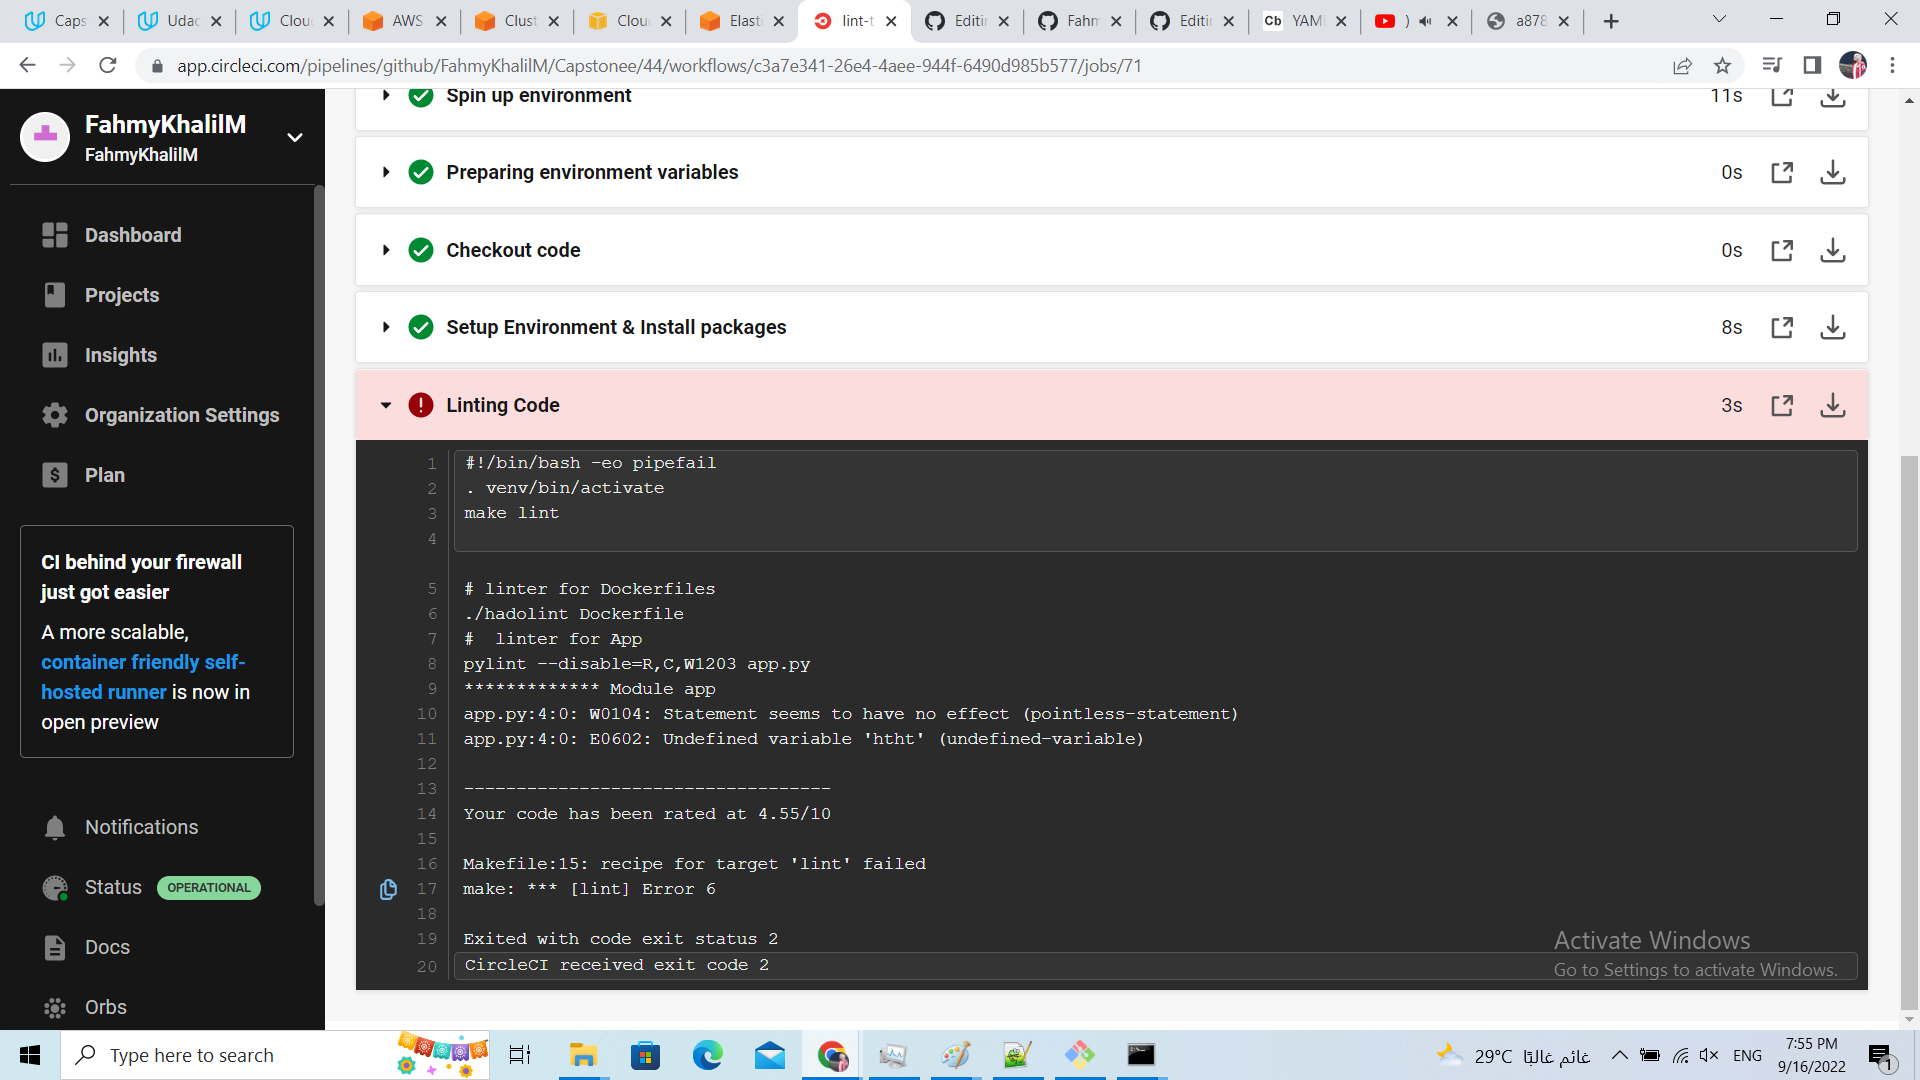 Caps
Udac
Clou
AWS
Clust
Clou
Elasti
lint-t
Editin
Fahm
Editin
Cb YAM
)
a878
app.circleci.com/pipelines/github/FahmyKhalilM/Capstonee/44/workflows/c3a7e341-26e4-4aee-944f-6490d985b577/jobs/71
FahmyKhalilM
FahmyKhalilM
Dashboard
Projects
Insights
Organization Settings
Plan
CI behind your firewall
just got easier
A more scalable,
container friendly self-
hosted runner is now in
open preview
Notifications
Status OPERATIONAL
Docs
Orbs
Spin up environment 11s
Preparing environment variables 0s
Checkout code 0s
Setup Environment & Install packages 8s
Linting Code 3s
1 #!/bin/bash -eo pipefail
2 . venv/bin/activate
3 make lint
4
5 # linter for Dockerfiles
6 ./hadolint Dockerfile
7 #  linter for App
8 pylint --disable=R,C,W1203 app.py
9 ************* Module app
10 app.py:4:0: W0104: Statement seems to have no effect (pointless-statement)
11 app.py:4:0: E0602: Undefined variable 'htht' (undefined-variable)
12
13 -----------------------------------
14 Your code has been rated at 4.55/10
15
16 Makefile:15: recipe for target 'lint' failed
17 make: *** [lint] Error 6
18
19 Exited with code exit status 2
20 CircleCI received exit code 2
Activate Windows
Go to Settings to activate Windows.
Type here to search
29°C غائم غالبًا
ENG
7:55 PM
9/16/2022
1